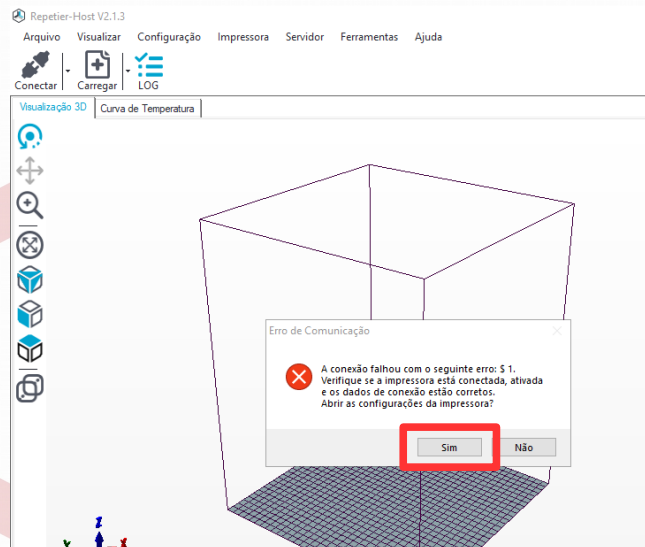 Repetier-Host V2.1.3
Arquivo Visualizar Configuração Impressora Servidor Ferramentas Ajuda
Conectar Carregar LOG
Visualização 3D Curva de Temperatura
Erro de Comunicação
A conexão falhou com o seguinte erro: $ 1.
Verifique se a impressora está conectada, ativada
e os dados de conexão estão corretos.
Abrir as configurações da impressora?
Sim Não
Z
Y X